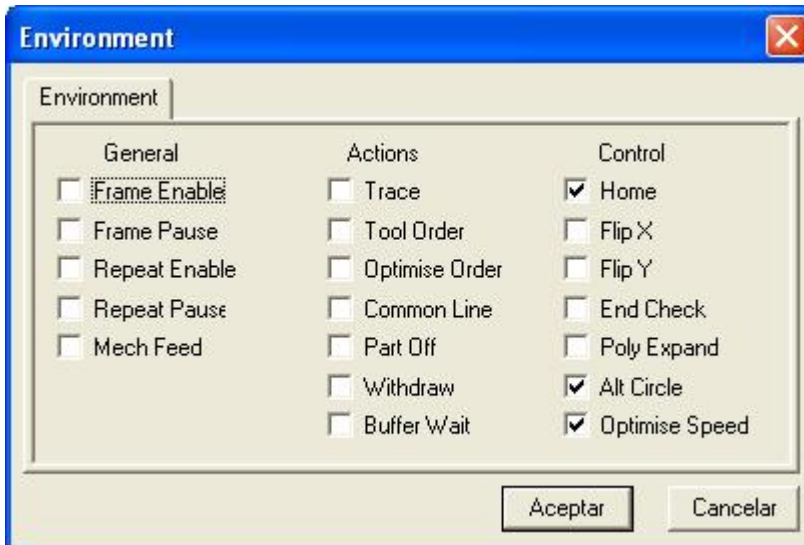 Environment
Environment
General
Frame Enable
Frame Pause
Repeat Enable
Repeat Pause
Mech Feed
Actions
Trace
Tool Order
Optimise Order
Common Line
Part Off
Withdraw
Buffer Wait
Control
Home
Flip X
Flip Y
End Check
Poly Expand
Alt Circle
Optimise Speed
Aceptar
Cancelar